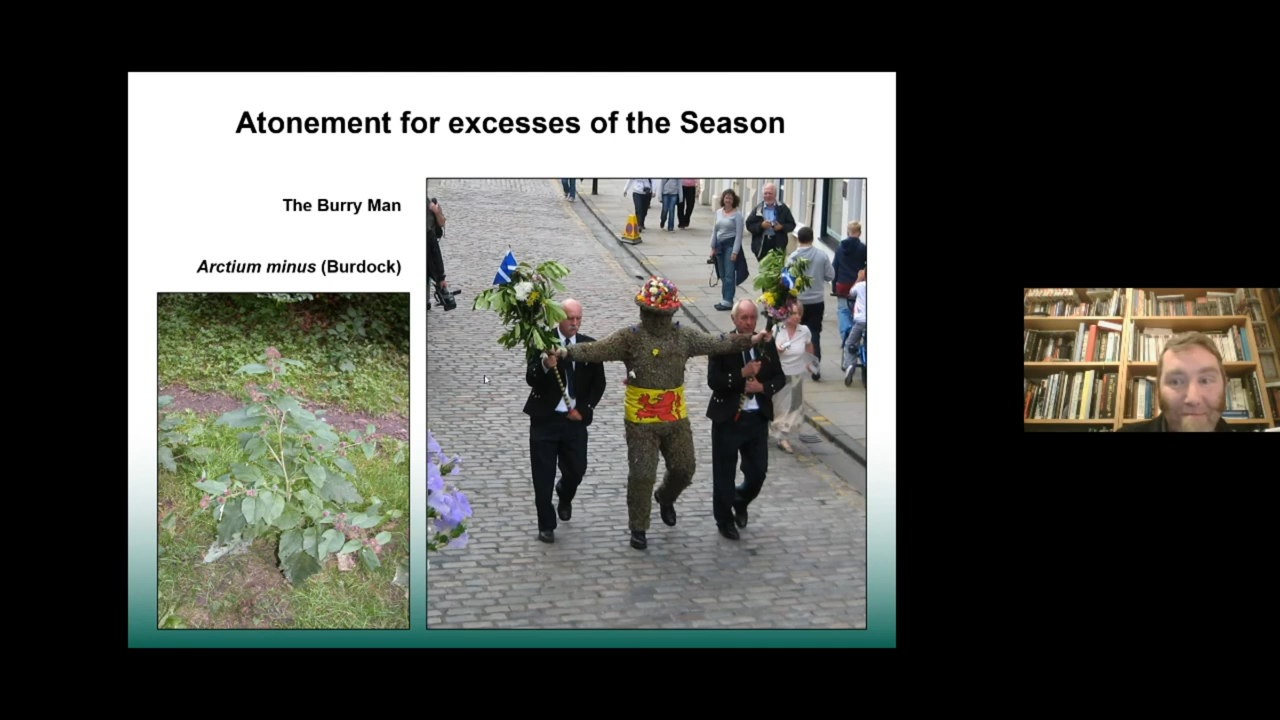 Atonement for excesses of the Season
The Burry Man
Arctium minus (Burdock)